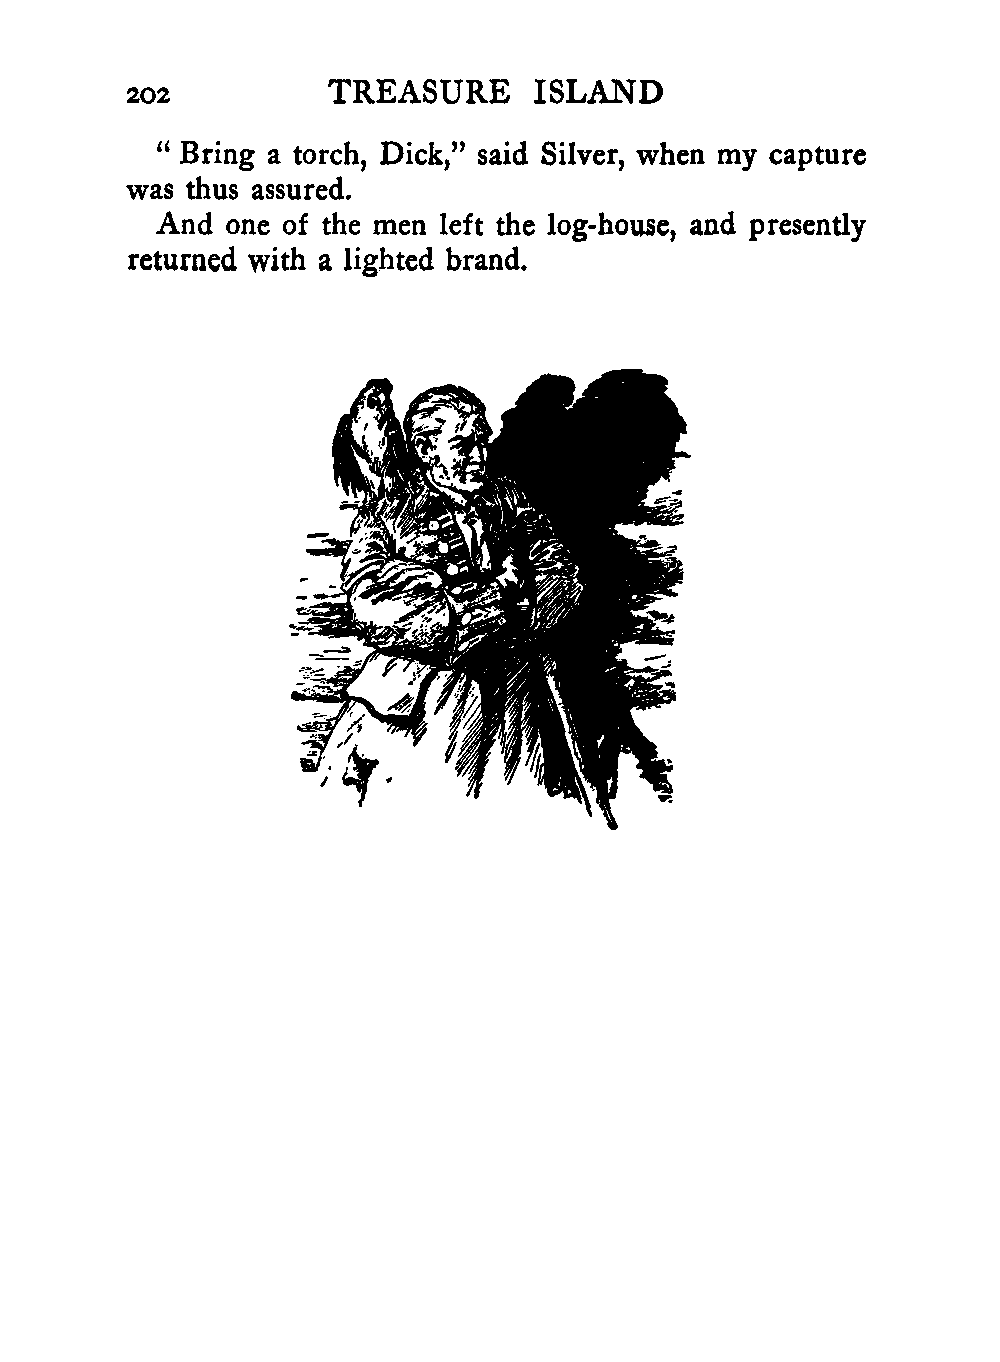 202 TREASURE ISLAND
“ Bring a torch, Dick,” said Silver, when my capture
was thus assured.
And one of the men left the log-house, and presently
returned with a lighted brand.